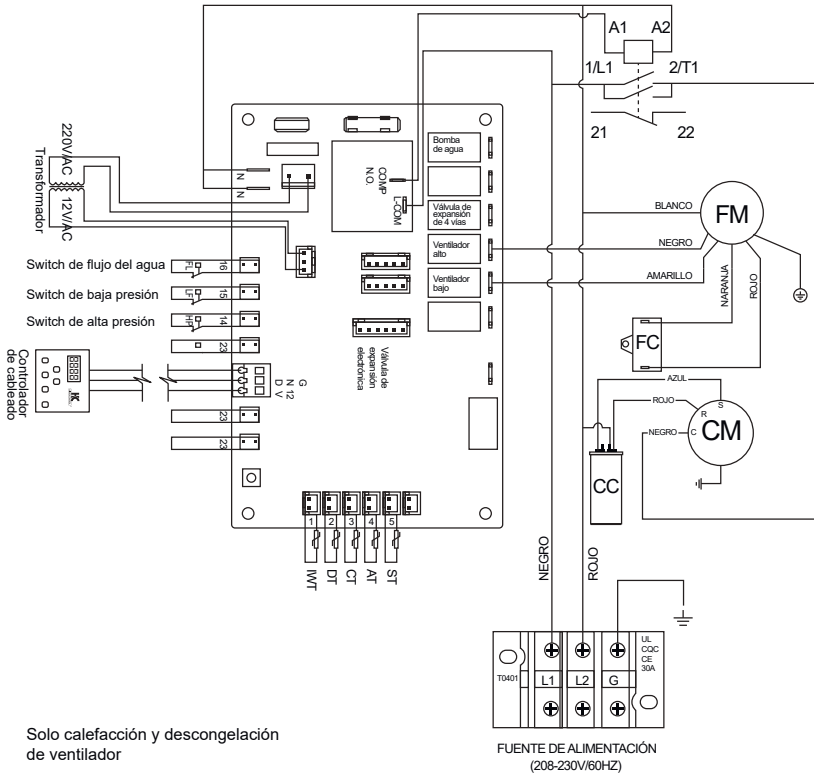 A1
A2
1/L1
2/T1
21
22
220V/AC
Transformador
12V/AC
N
N
COMP
N.O.
L-COM
Bomba
de agua
Válvula de
expansión
de 4 vías
Ventilador
alto
Ventilador
bajo
BLANCO
NEGRO
AMARILLO
FM
NARANJA
ROJO
FC
Switch de flujo del agua
FL
16
Switch de baja presión
LF
15
Switch de alta presión
HP
14
23
Válvula de
expansión
electrónica
Controlador
de cableado
8888
G
N 12
D V
23
23
AZUL
ROJO
NEGRO
S
R
C
CM
CC
1
2
3
4
5
IWT
DT
CT
AT
ST
NEGRO
ROJO
T0401
L1
L2
G
UL
CQC
CE
30A
FUENTE DE ALIMENTACIÓN
(208-230V/60HZ)
Solo calefacción y descongelación
de ventilador